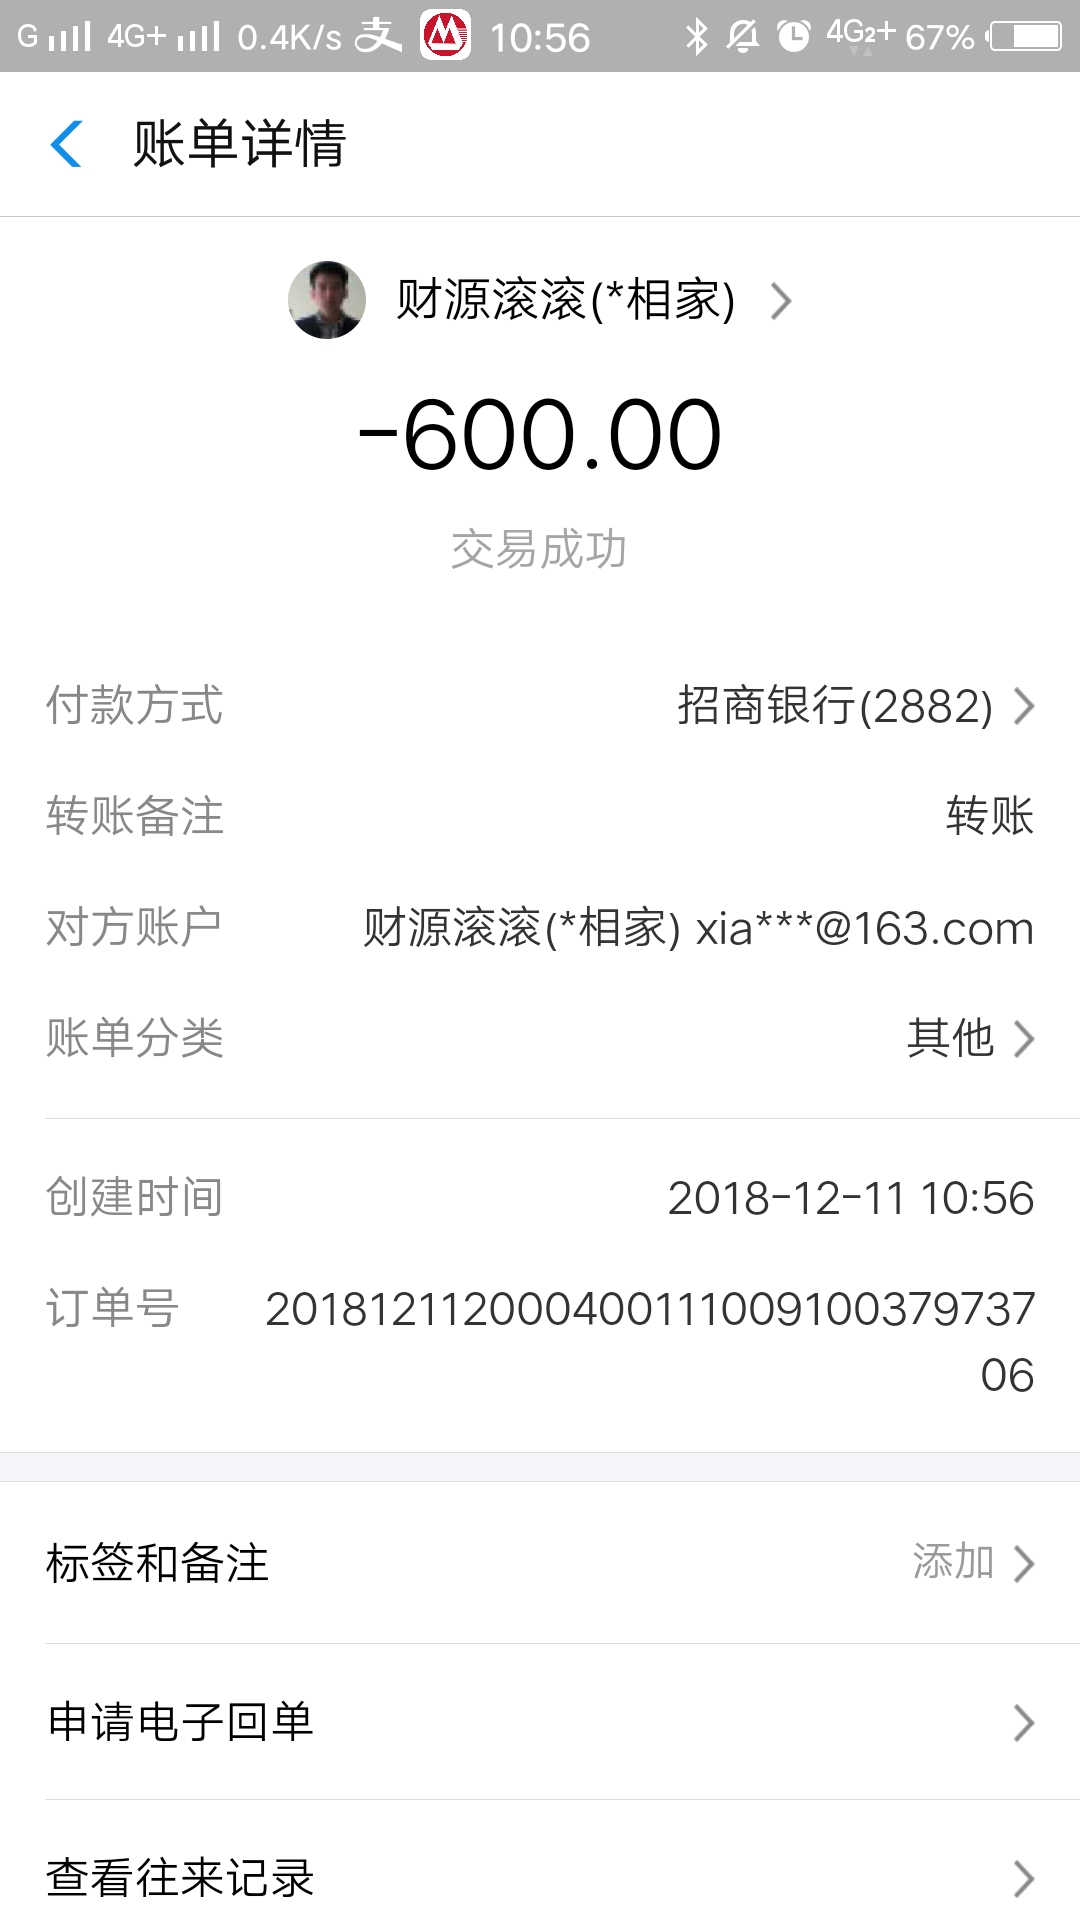 G 4G+ 0.4K/s 支 10:56 4G2+ 67%
账单详情
财源滚滚(*相家)
-600.00
交易成功
付款方式 招商银行(2882)
转账备注 转账
对方账户 财源滚滚(*相家) xia***@163.com
账单分类 其他
创建时间 2018-12-11 10:56
订单号 20181211200040011100910037973​7
06
标签和备注 添加
申请电子回单
查看往来记录